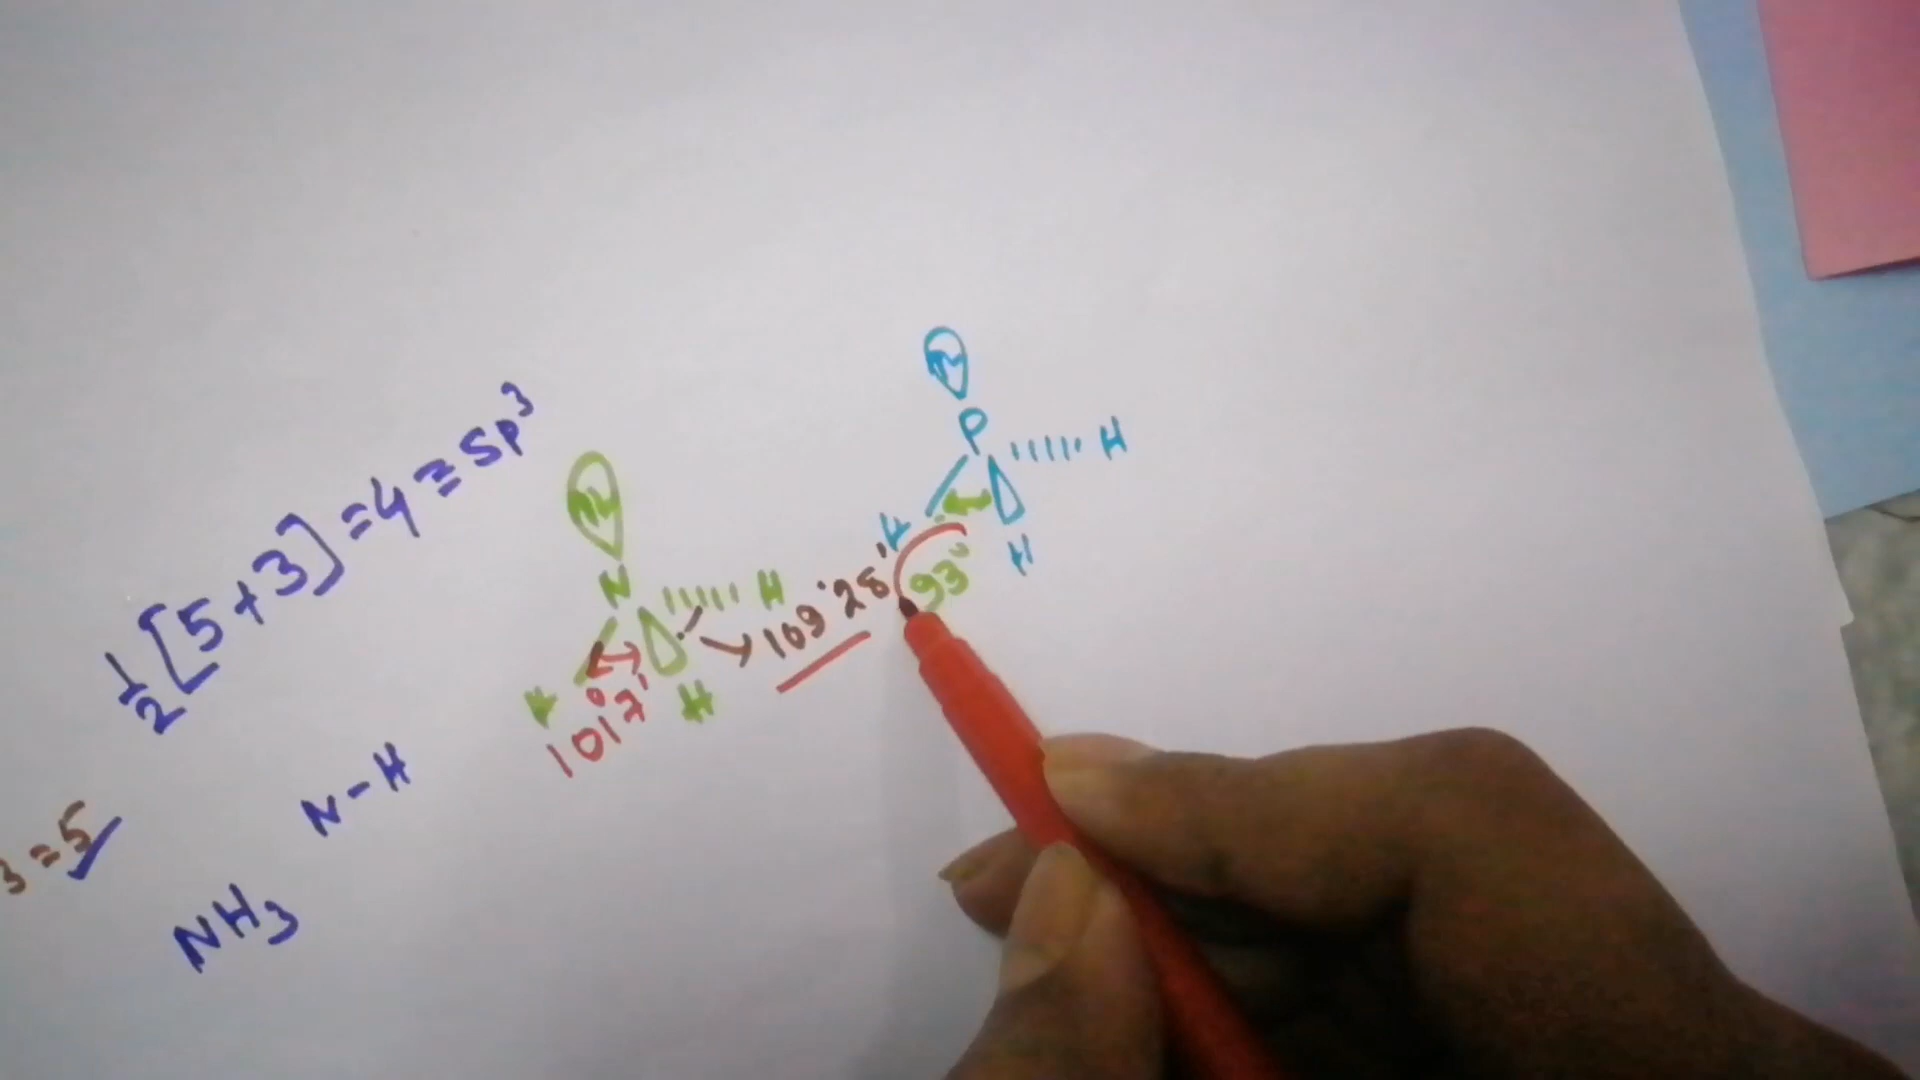 1/2 [5+3] = 4 ≡ sp³
P
H
H
H
93°
N
H
H
H
109°28'
101°7'
N-H
3 = 5
NH3